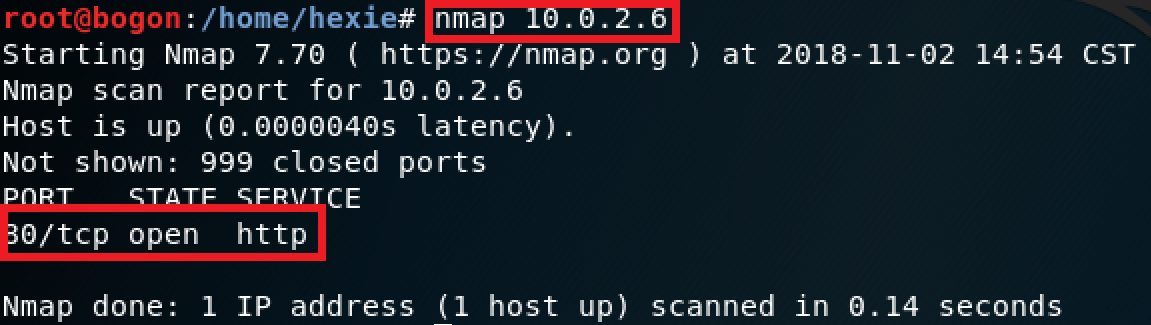 root@bogon:/home/hexie# nmap 10.0.2.6
Starting Nmap 7.70 ( https://nmap.org ) at 2018-11-02 14:54 CST
Nmap scan report for 10.0.2.6
Host is up (0.0000040s latency).
Not shown: 999 closed ports
PORT   STATE SERVICE
80/tcp open  http
Nmap done: 1 IP address (1 host up) scanned in 0.14 seconds